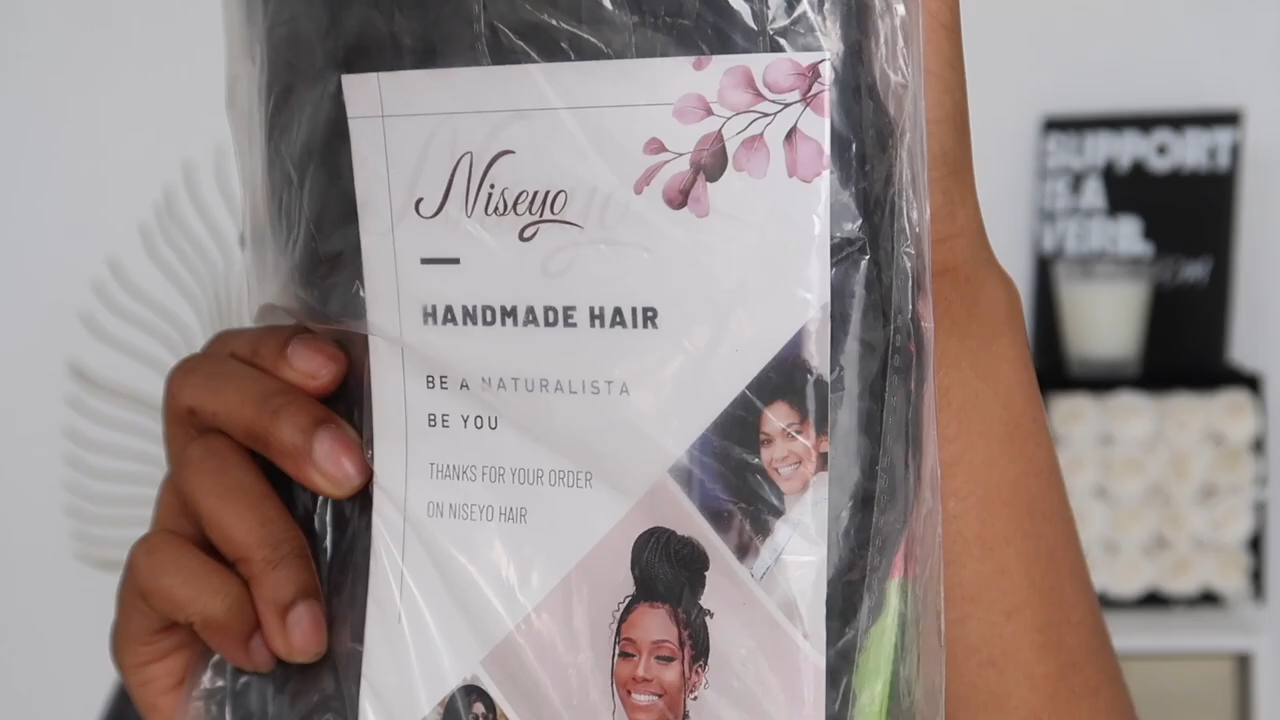 Niseyo
HANDMADE HAIR
BE A NATURALISTA
BE YOU
THANKS FOR YOUR ORDER
ON NISEYO HAIR
SUPPORT
IS A
VERB.